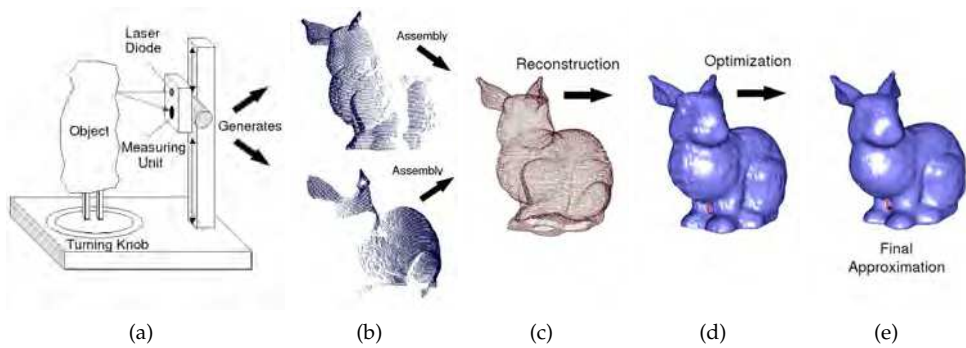 Laser
Diode
Object
Measuring
Unit
Generates
Turning Knob
Assembly
Assembly
Reconstruction
Optimization
Final
Approximation
(a)
(b)
(c)
(d)
(e)